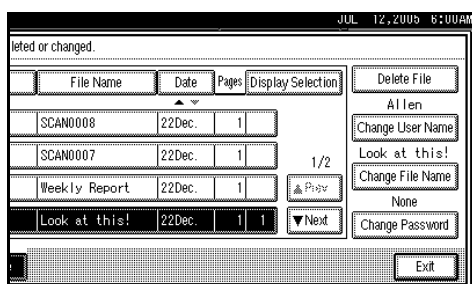 JUL 12,2005 6:00AM
leted or changed.
File Name Date Pages Display Selection Delete File
▲ ▼ Allen
SCAN0008 22Dec. 1 Change User Name
SCAN0007 22Dec. 1 1/2 Look at this!
Weekly Report 22Dec. 1 ▲Prev Change File Name
None
Look at this! 22Dec. 1 1 ▼Next Change Password
Exit